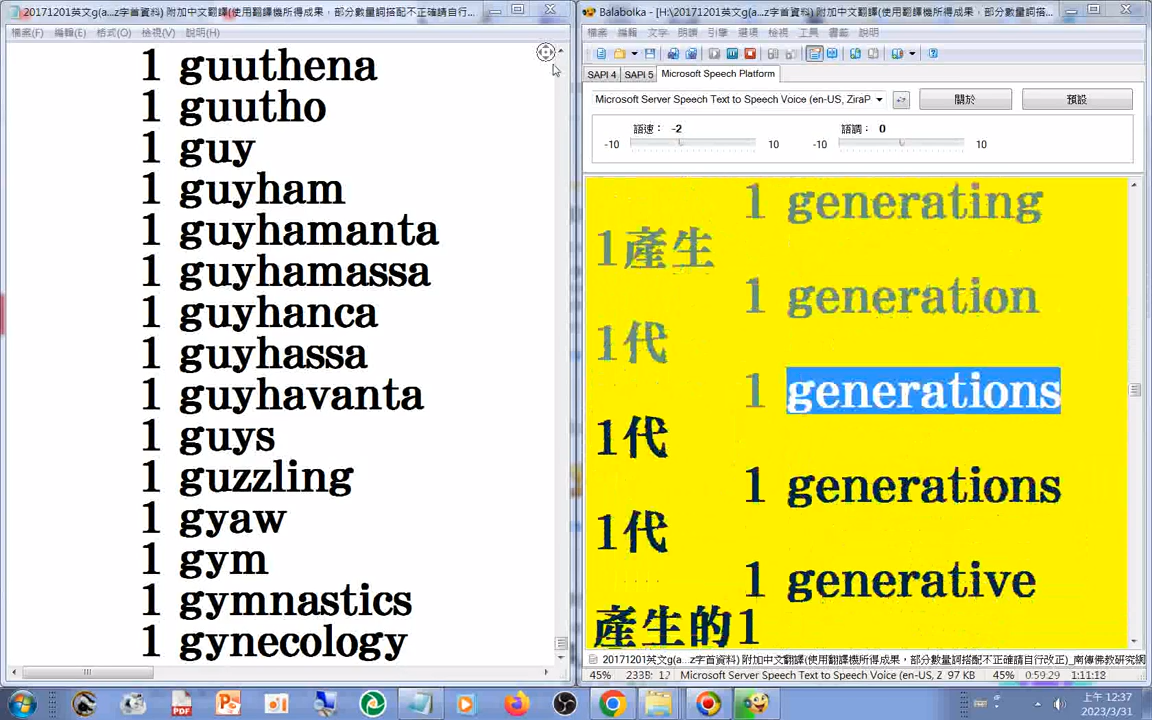 20171201英文g(a...z字首資料) 附加中文翻譯(使用翻譯機所得成果，部分數量詞搭配不正確請自行...
檔案(F) 編輯(E) 格式(O) 檢視(V) 說明(H)
1 guuthena
1 guutho
1 guy
1 guyham
1 guyhamanta
1 guyhamassa
1 guyhanca
1 guyhassa
1 guyhavanta
1 guys
1 guzzling
1 gyaw
1 gym
1 gymnastics
1 gynecology
Balabolka - [H:\20171201英文g(a...z字首資料) 附加中文翻譯(使用翻譯機所得成果，部分數量詞搭配不正確...
檔案 編輯 文字 朗讀 引擎 選項 檢視 工具 書籤 說明
SAPI 4 SAPI 5 Microsoft Speech Platform
Microsoft Server Speech Text to Speech Voice (en-US, ZiraP
關於
預設
語速： -2
語調： 0
-10 10 -10 10
1 generating
1產生
1 generation
1代
1 generations
1代
1 generations
1代
1 generative
產生的1
20171201英文g(a...z字首資料) 附加中文翻譯(使用翻譯機所得成果，部分數量詞搭配不正確請自行改正)_南傳佛教研究網
45% 233B: 12 Microsoft Speech Text to Speech Voice (en-US, Z 97 KB 45% 0:59:29 1:11:18
PDF
上午 12:37
2023/3/31